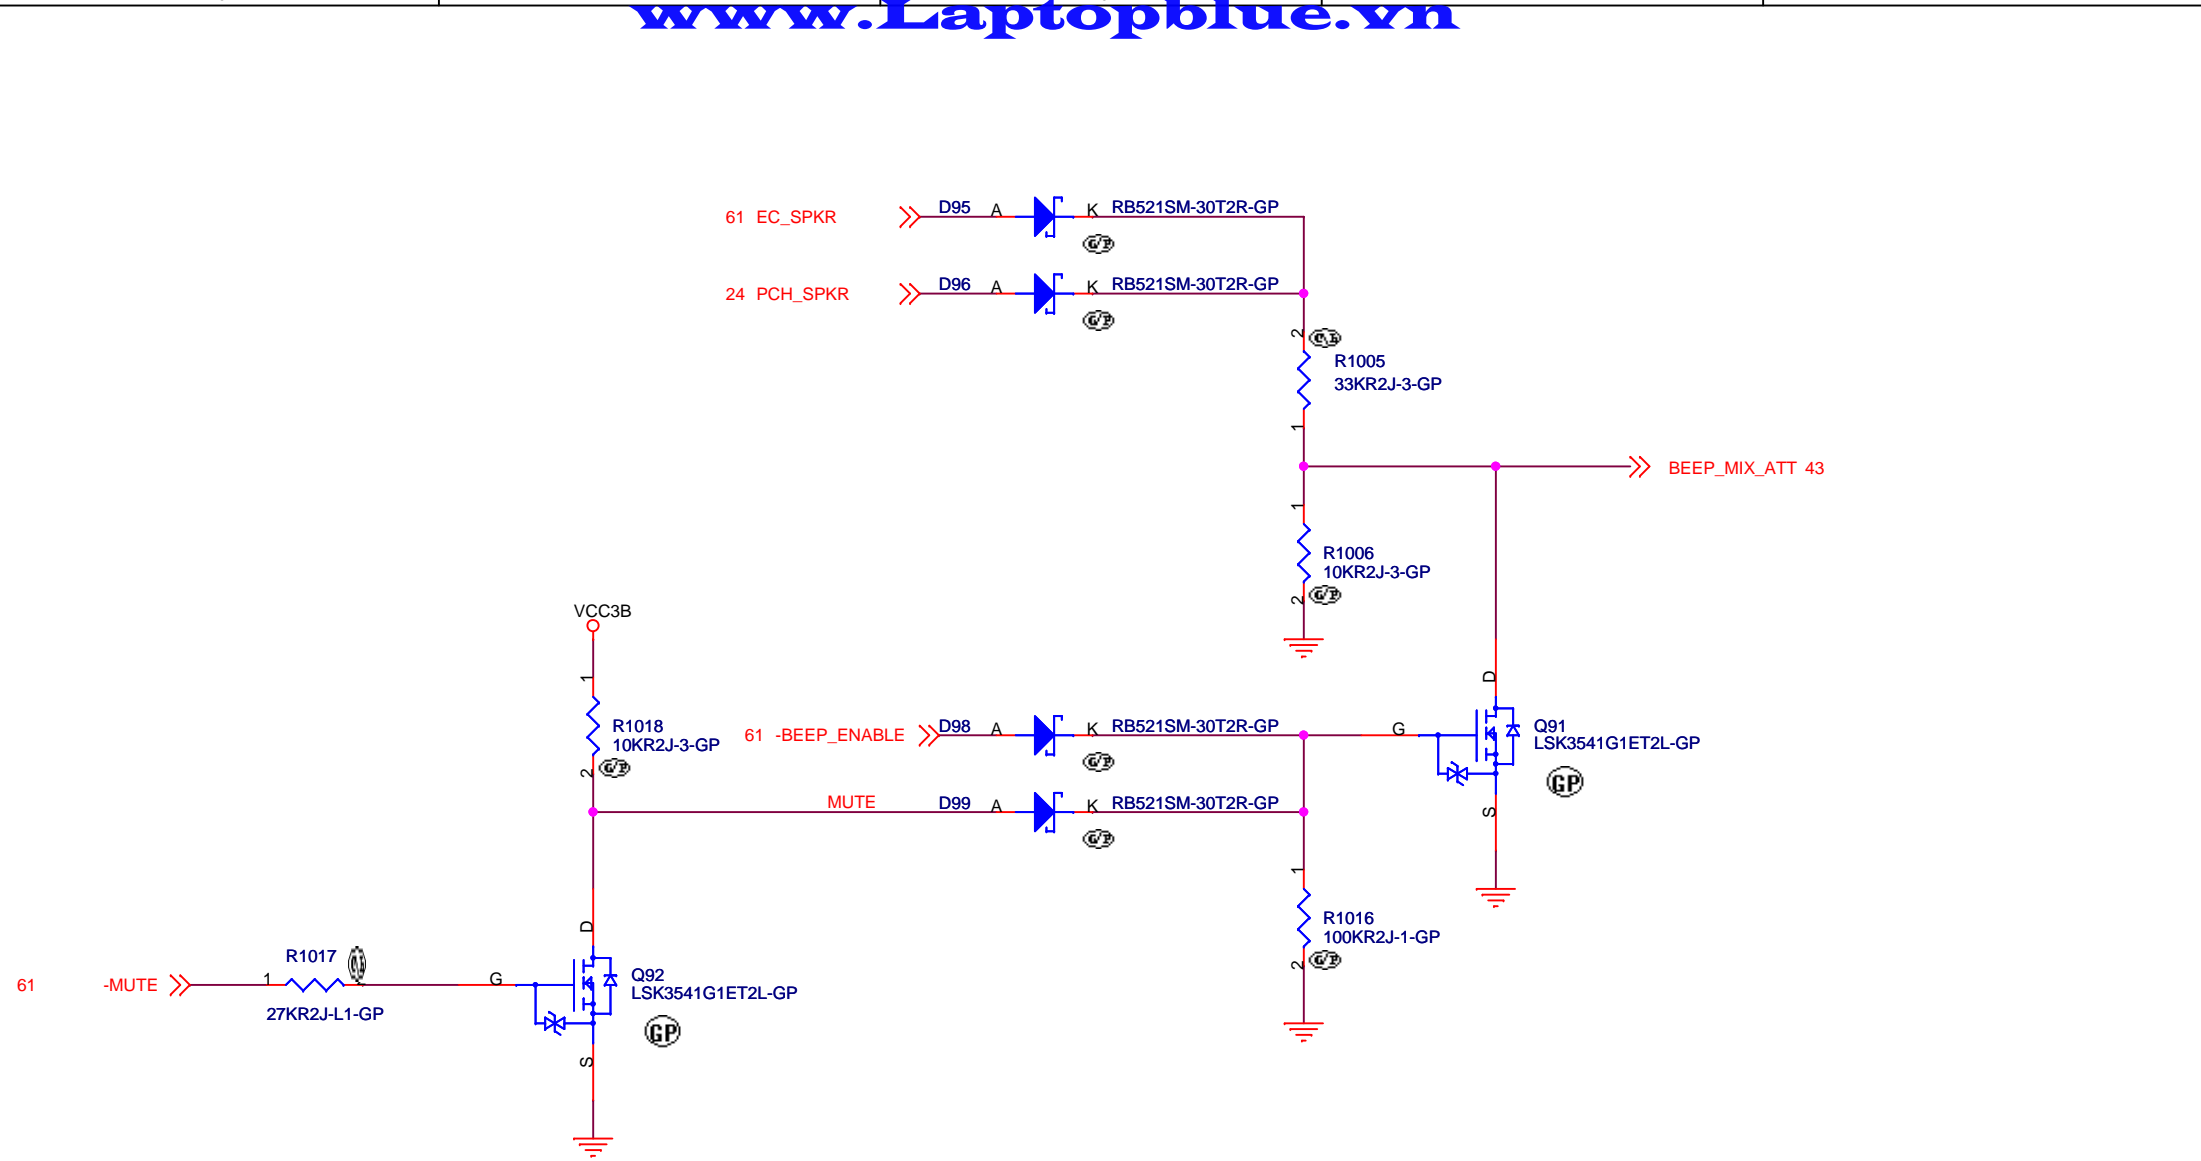 www.Laptopblue.vn
61 EC_SPKR D95 A K RB521SM-30T2R-GP
G/P
24 PCH_SPKR D96 A K RB521SM-30T2R-GP
G/P
2
R1005
33KR2J-3-GP
1
BEEP_MIX_ATT 43
1
R1006
10KR2J-3-GP
2 G/P
VCC3B
1
R1018
10KR2J-3-GP
2 G/P
D
61 -BEEP_ENABLE D98 A K RB521SM-30T2R-GP
G/P
G
Q91
LSK3541G1ET2L-GP
GP
S
MUTE D99 A K RB521SM-30T2R-GP
G/P
1
R1016
100KR2J-1-GP
2 G/P
D
61 -MUTE
R1017
1
27KR2J-L1-GP
G
Q92
LSK3541G1ET2L-GP
GP
S